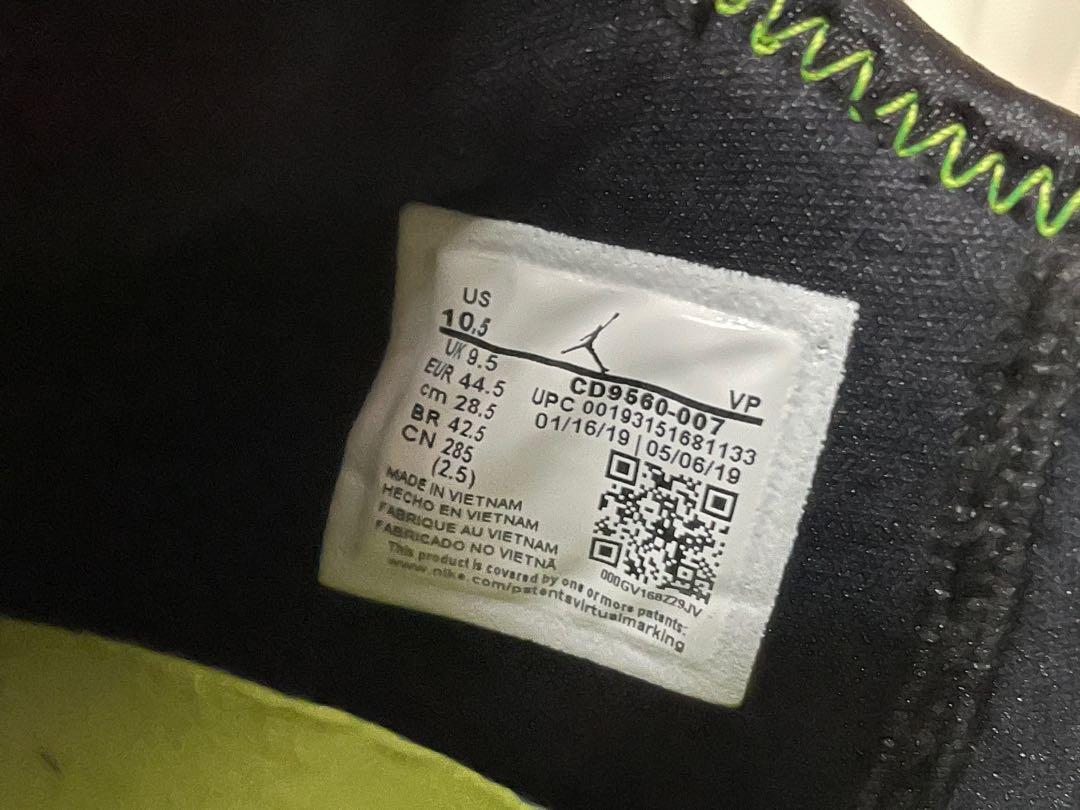 US
10.5
UK 9.5
EUR 44.5
cm 28.5
BR 42.5
CN 285
(2.5)
VP
CD9560-007
UPC 00193151681133
01/16/19 | 05/06/19
MADE IN VIETNAM
HECHO EN VIETNAM
FABRIQUE AU VIETNAM
FABRICADO NO VIETNÃ
This product is covered by one or more patents:
www.nike.com/patentsvirtualmarking
000GV168Z29JV